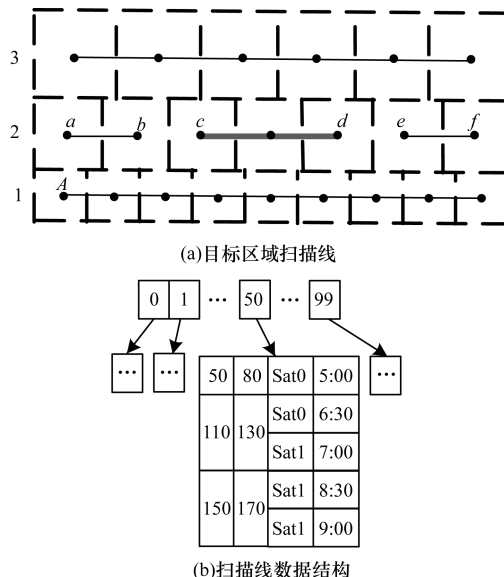 3
2 a b c d e f
1 A
(a)目标区域扫描线
0 1 ··· 50 ··· 99
··· ··· ···
50 80 Sat0 5:00
110 130 Sat0 6:30
Sat1 7:00
150 170 Sat1 8:30
Sat1 9:00
(b)扫描线数据结构